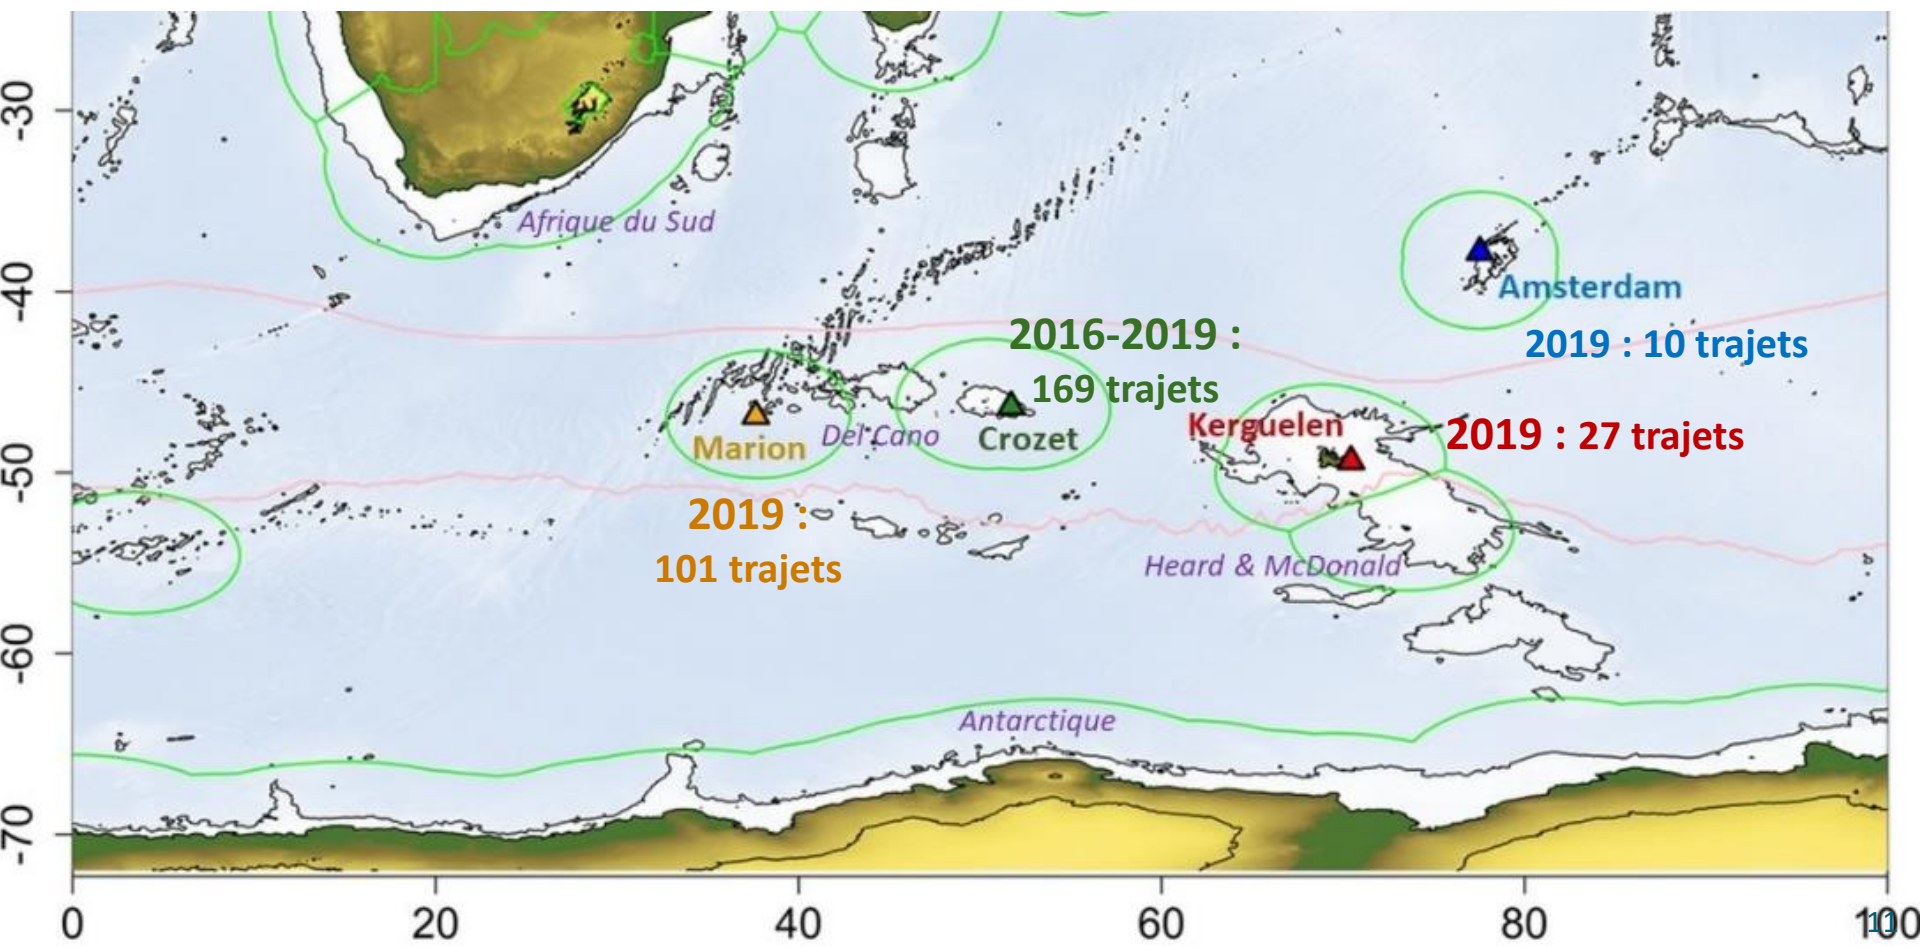 -30
Afrique du Sud
-40
Amsterdam
2016-2019 :
169 trajets
2019 : 10 trajets
Kerguelen
2019 : 27 trajets
Marion
Del Cano
Crozet
-50
2019 :
101 trajets
Heard & McDonald
-60
Antarctique
-70
0
20
40
60
80
100
11